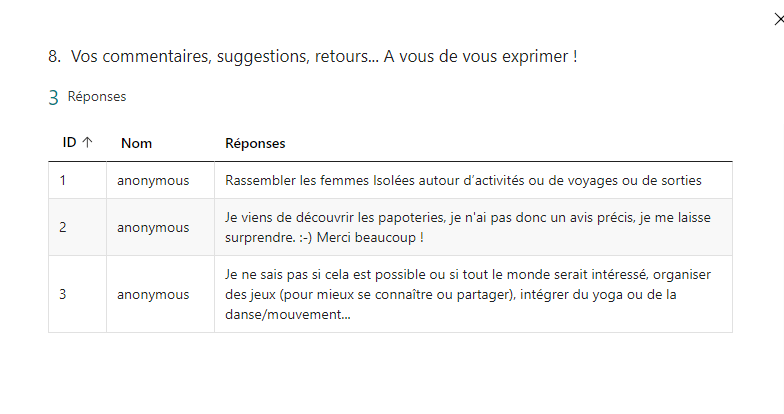 8. Vos commentaires, suggestions, retours... A vous de vous exprimer !
3 Réponses
ID ↑ Nom Réponses
1 anonymous Rassembler les femmes Isolées autour d’activités ou de voyages ou de sorties
2 anonymous Je viens de découvrir les papoteries, je n'ai pas donc un avis précis, je me laisse
surprendre. :-) Merci beaucoup !
3 anonymous Je ne sais pas si cela est possible ou si tout le monde serait intéressé, organiser
des jeux (pour mieux se connaître ou partager), intégrer du yoga ou de la
danse/mouvement...